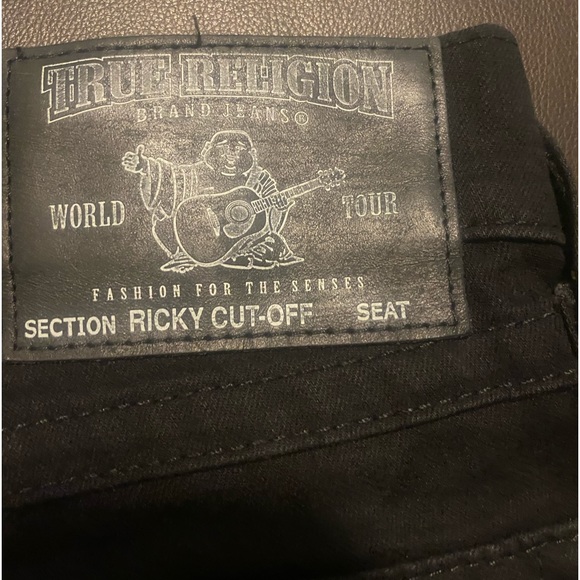 TRUE RELIGION
BRAND JEANS®
WORLD TOUR
FASHION FOR THE SENSES
SECTION RICKY CUT-OFF SEAT